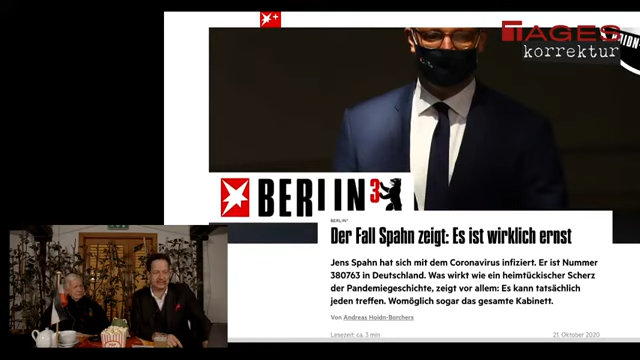 +
TAGES
korrektur
BERLIN³
BERLIN³
Der Fall Spahn zeigt: Es ist wirklich ernst
Jens Spahn hat sich mit dem Coronavirus infiziert. Er ist Nummer
380763 in Deutschland. Was wirkt wie ein heimtückischer Scherz
der Pandemiegeschichte, zeigt vor allem: Es kann tatsächlich
jeden treffen. Womöglich sogar das gesamte Kabinett.
Von Andreas Hoidn-Borchers
Lesezeit: ca. 3 min
21. Oktober 2020